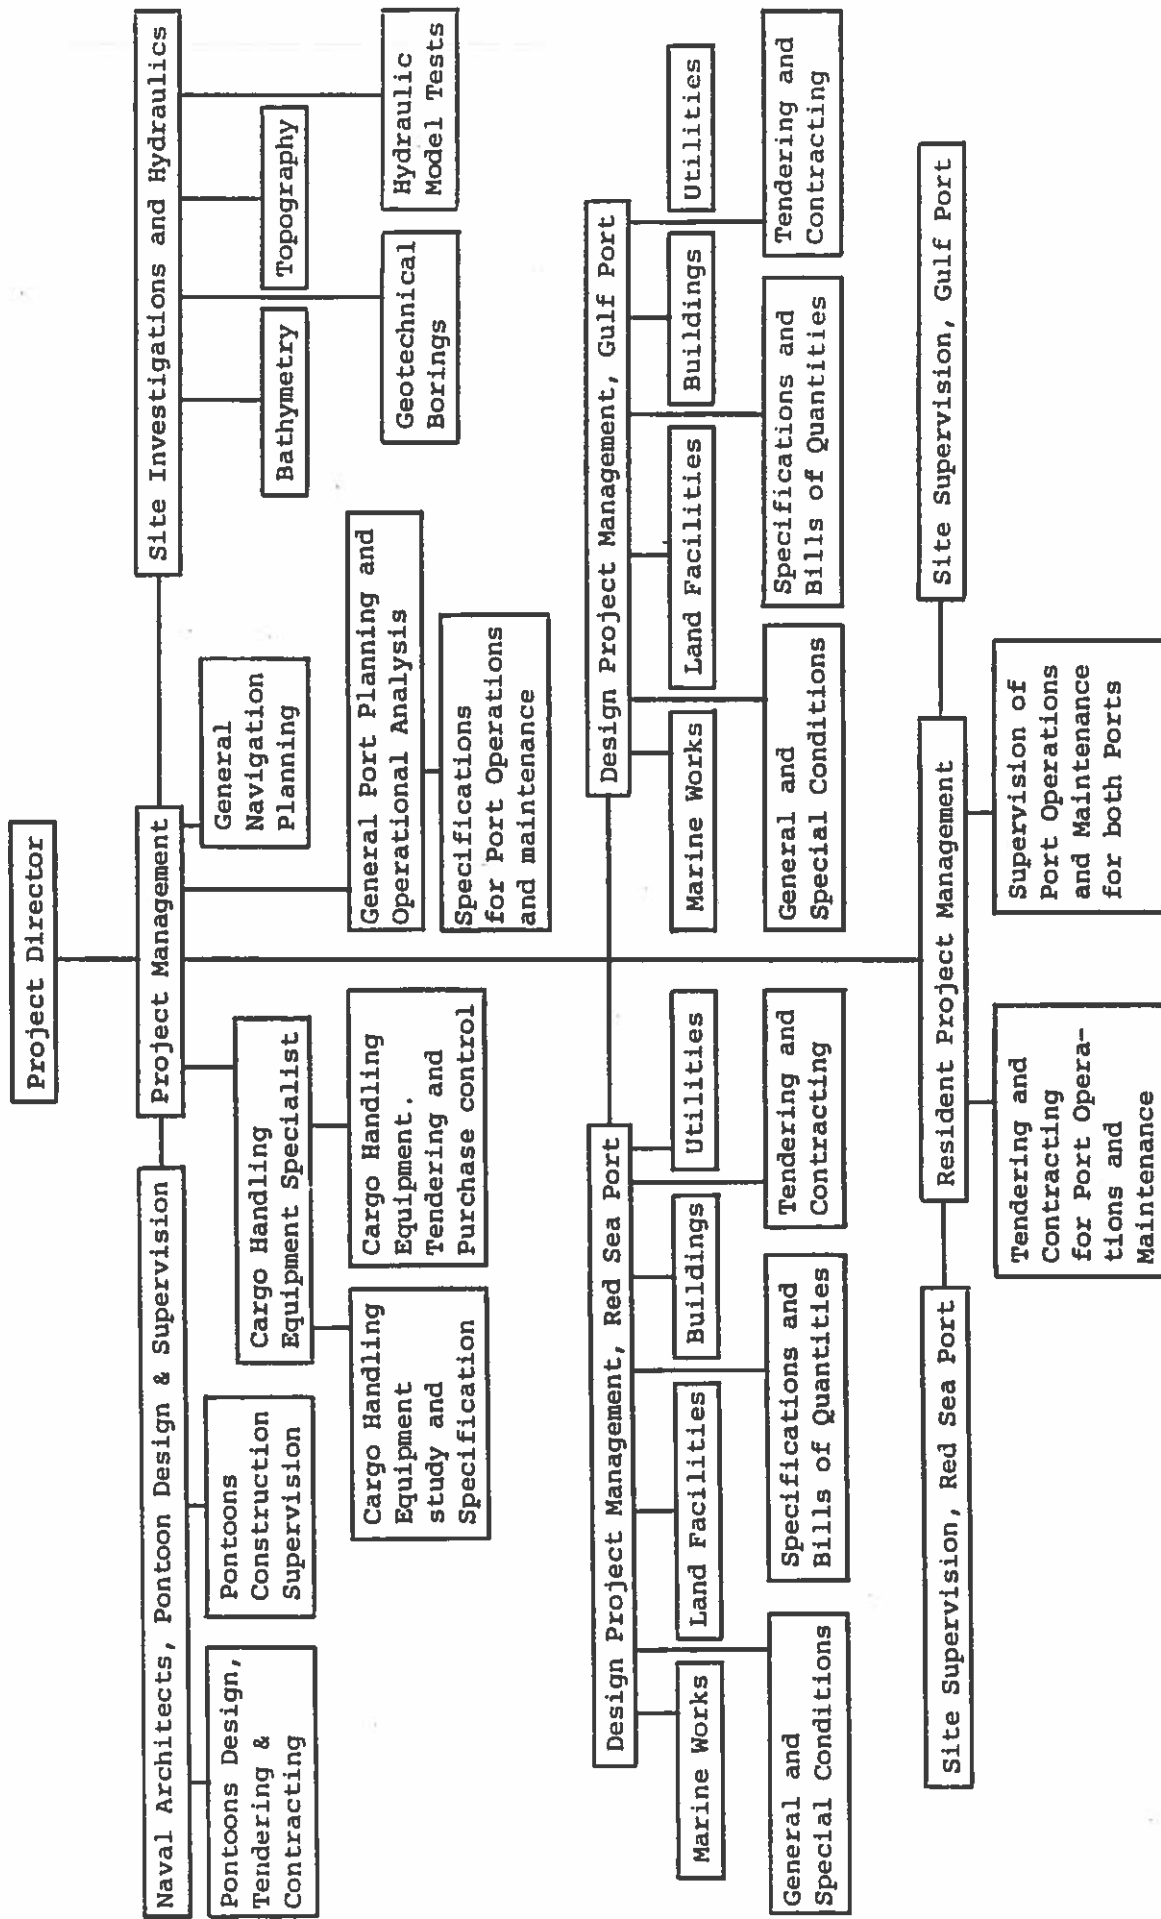 Project Director
Naval Architects, Pontoon Design & Supervision
Project Management
Site Investigations and Hydraulics
Pontoons Design,
Tendering &
Contracting
Pontoons
Construction
Supervision
Cargo Handling
Equipment Specialist
General
Navigation
Planning
Bathymetry
Topography
Cargo Handling
Equipment
study and
Specification
Cargo Handling
Equipment.
Tendering and
Purchase control
General Port Planning and
Operational Analysis
Geotechnical
Borings
Hydraulic
Model Tests
Specifications
for Port Operations
and maintenance
Design Project Management, Red Sea Port
Design Project Management, Gulf Port
Marine Works
Land Facilities
Buildings
Utilities
Marine Works
Land Facilities
Buildings
Utilities
General and
Special Conditions
Specifications and
Bills of Quantities
Tendering and
Contracting
General and
Special Conditions
Specifications and
Bills of Quantities
Tendering and
Contracting
Site Supervision, Red Sea Port
Resident Project Management
Site Supervision, Gulf Port
Tendering and
Contracting
for Port Opera-
tions and
Maintenance
Supervision of
Port Operations
and Maintenance
for both Ports